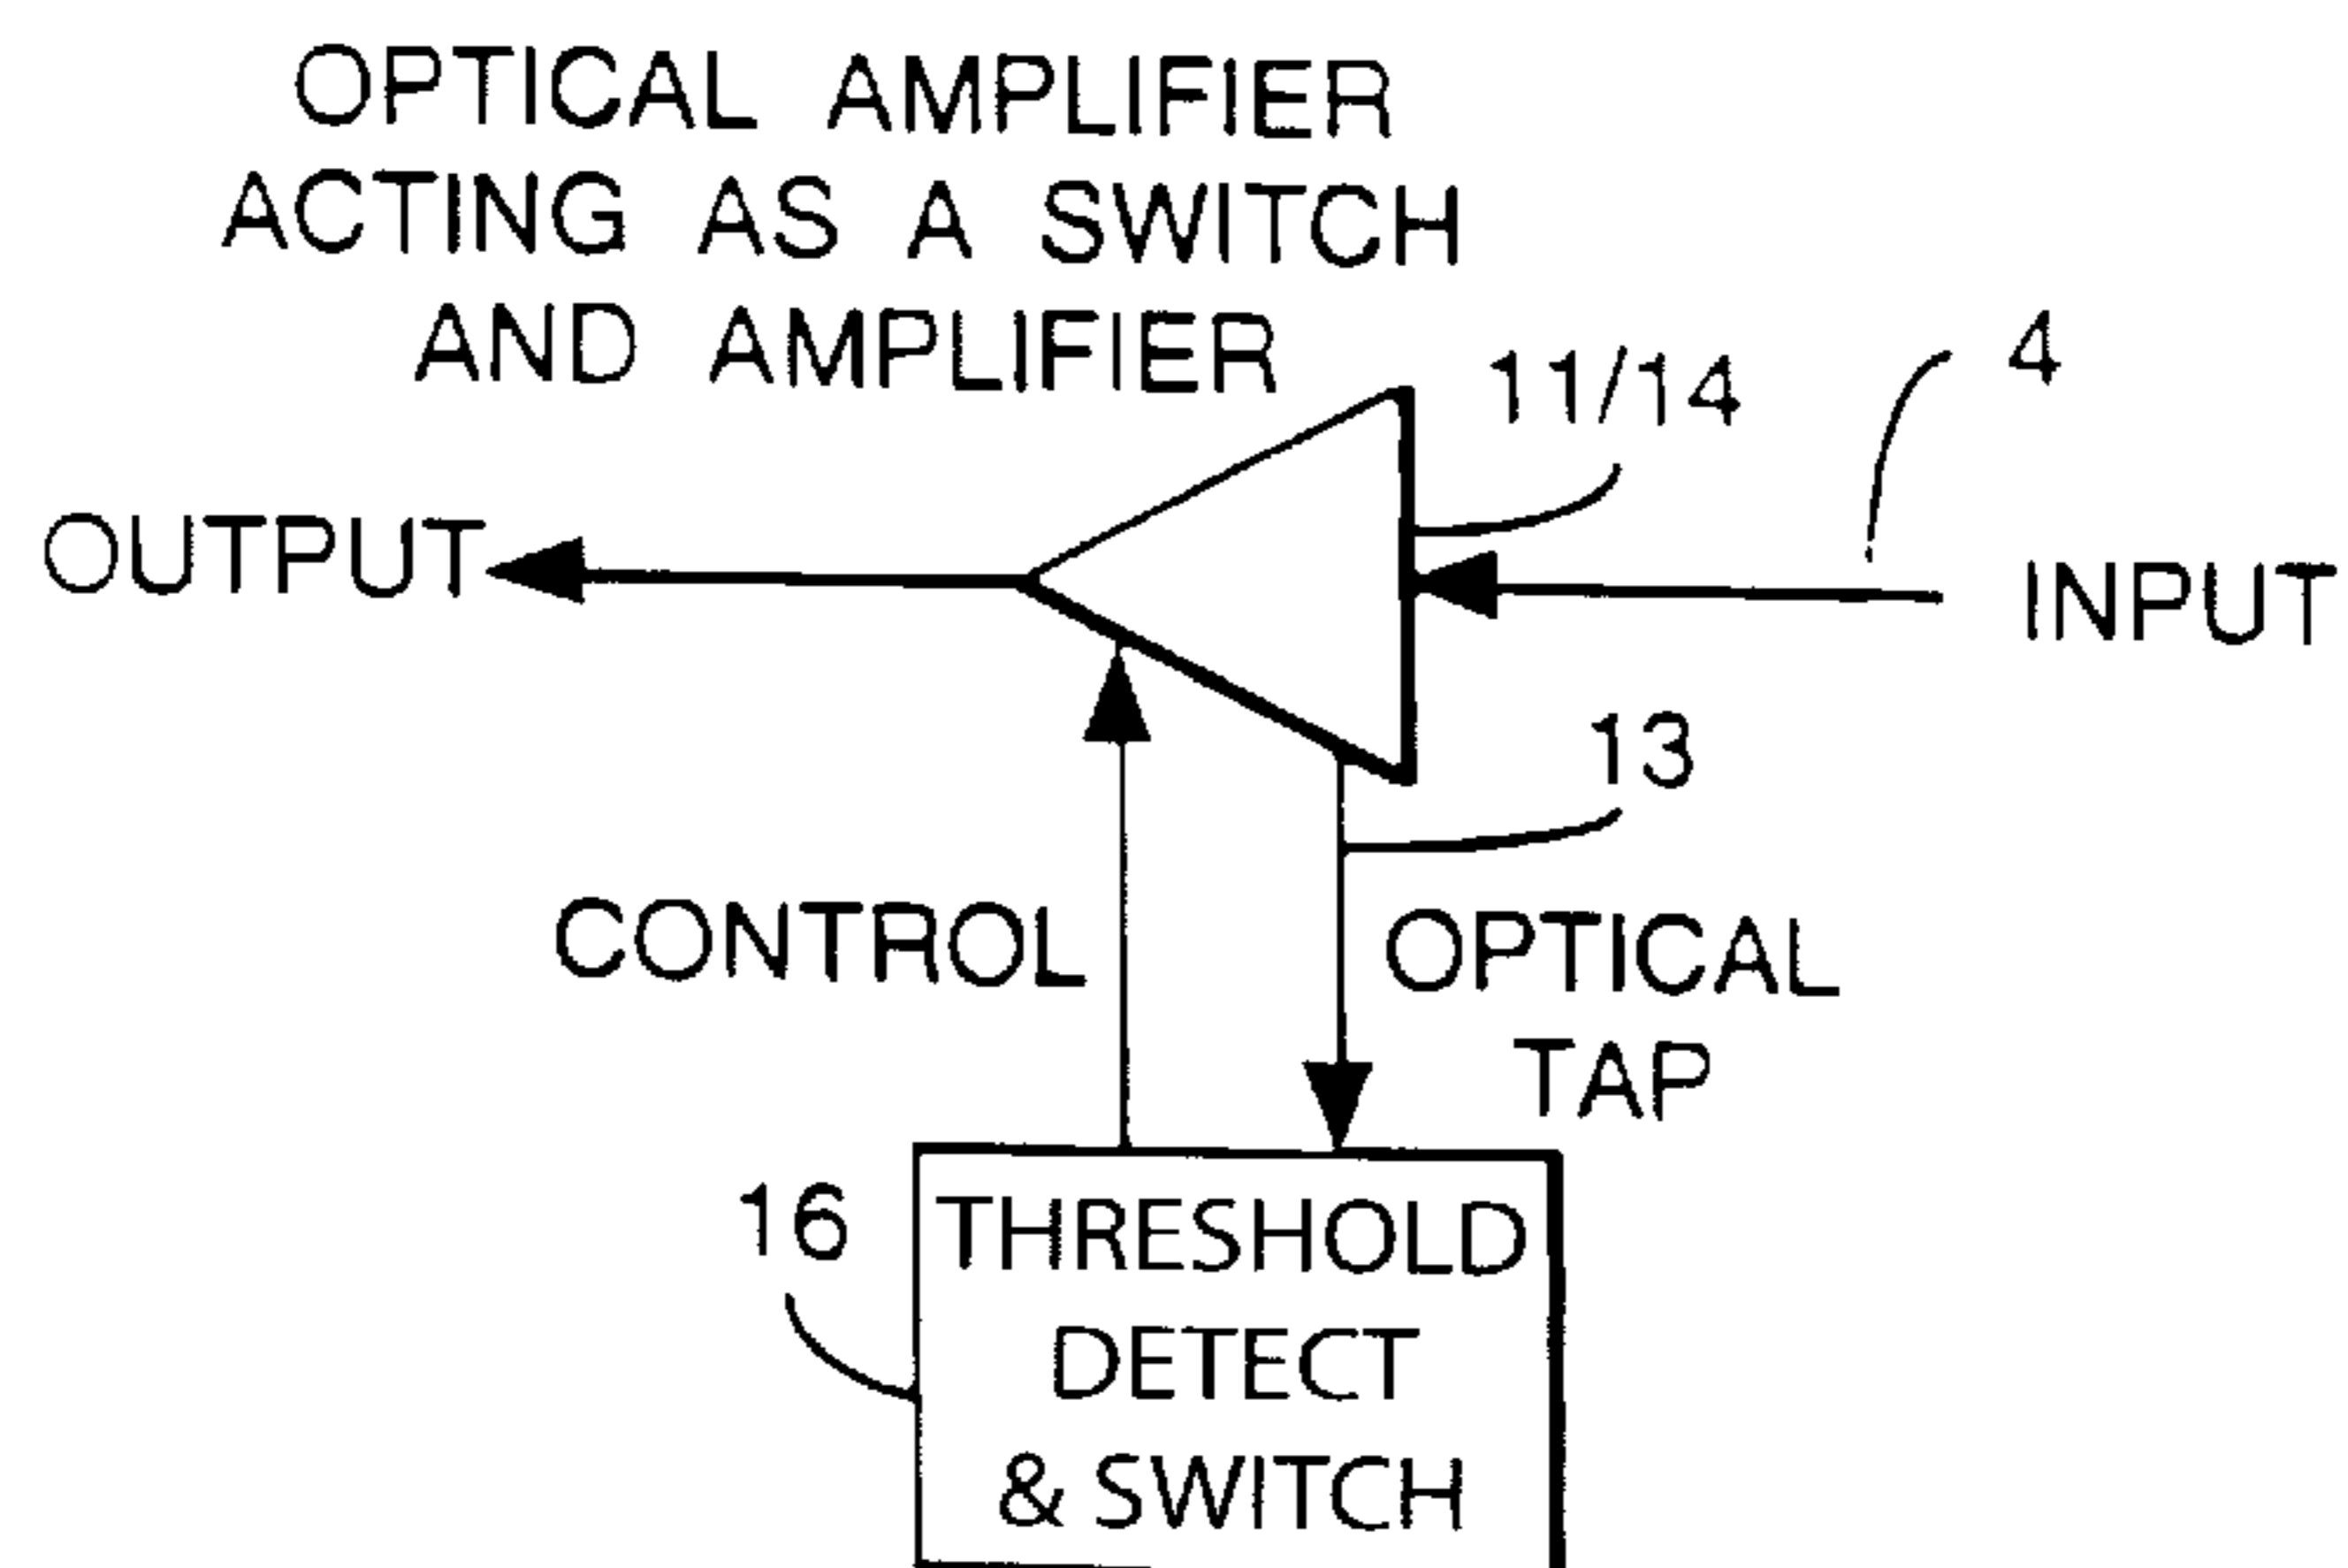 OPTICAL AMPLIFIER
ACTING AS A SWITCH
AND AMPLIFIER
11/14
4
OUTPUT
INPUT
13
CONTROL
OPTICAL
TAP
16
THRESHOLD
DETECT
& SWITCH